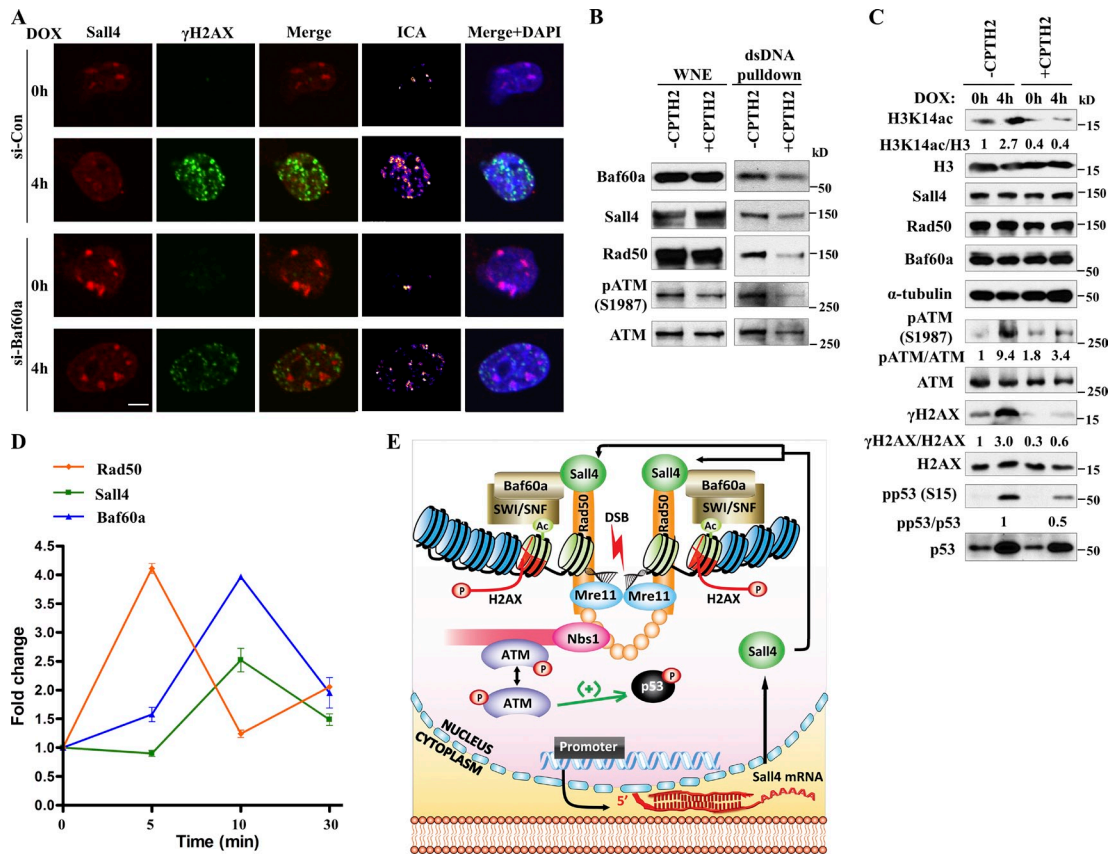 A
DOX Sall4 γH2AX Merge ICA Merge+DAPI
si-Con
0h
4h
si-Baf60a
0h
4h
B
WNE dsDNA pulldown
-CPTH2 +CPTH2 -CPTH2 +CPTH2
kD
Baf60a 50
Sall4 150
Rad50 150
pATM (S1987) 250
ATM 250
C
-CPTH2 +CPTH2
DOX: 0h 4h 0h 4h kD
H3K14ac 15
H3K14ac/H3 1 2.7 0.4 0.4
H3 15
Sall4 150
Rad50 150
Baf60a 50
α-tubulin 50
pATM (S1987) 250
pATM/ATM 1 9.4 1.8 3.4
ATM 250
γH2AX 15
γH2AX/H2AX 1 3.0 0.3 0.6
H2AX 15
pp53 (S15) 50
pp53/p53 1 0.5
p53 50
D
Rad50
Sall4
Baf60a
Fold change
4.5
4.0
3.5
3.0
2.5
2.0
1.5
1.0
0.5
0.0
0 5 10 30
Time (min)
E
Sall4 Sall4
Baf60a Baf60a
SWI/SNF SWI/SNF
Rad50 Rad50
DSB
Ac Ac
P H2AX Mre11 Mre11 H2AX P
Nbs1
ATM P
P ATM
(+)
p53 P
Sall4
NUCLEUS
CYTOPLASM
Promoter
Sall4 mRNA
5'